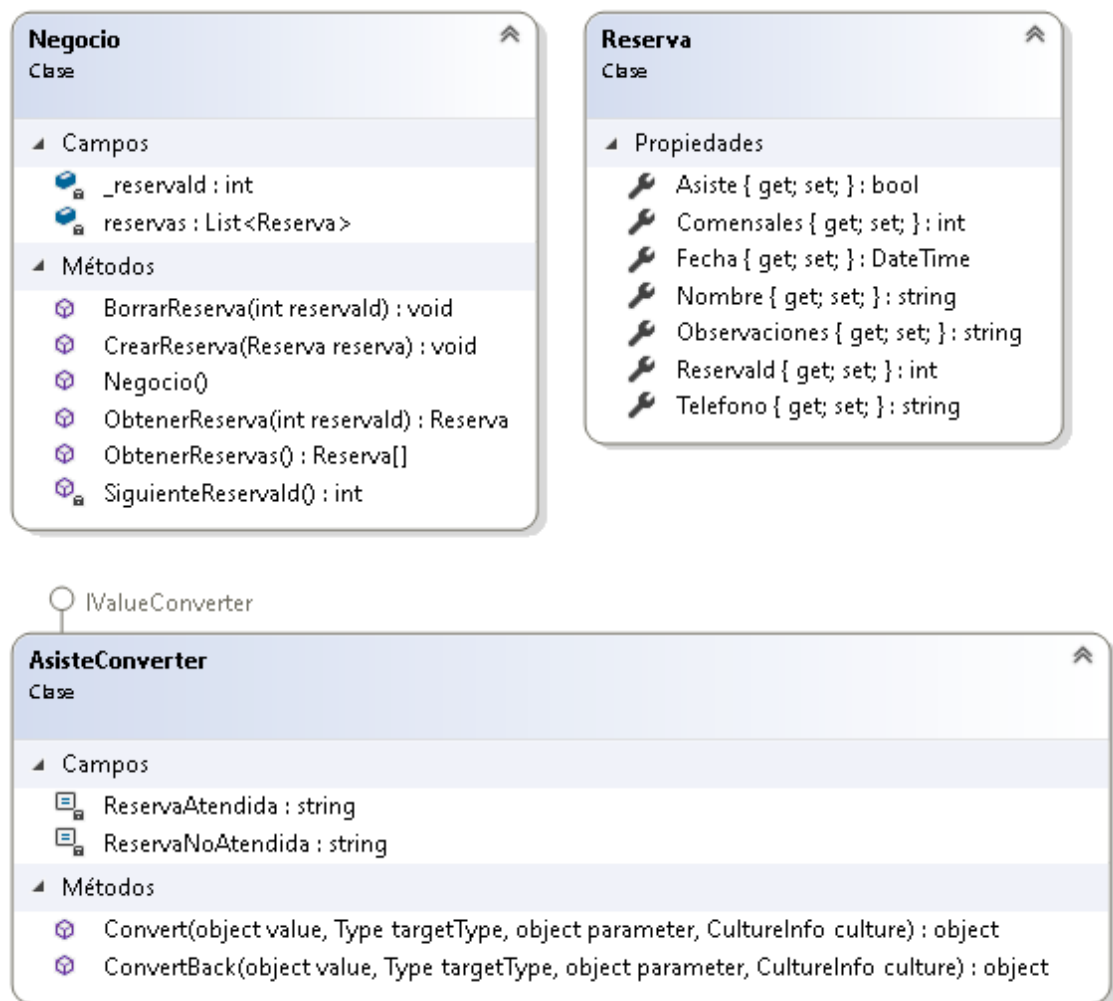 Negocio
Clase
Campos
_reservaId : int
reservas : List<Reserva>
Métodos
BorrarReserva(int reservaId) : void
CrearReserva(Reserva reserva) : void
Negocio()
ObtenerReserva(int reservaId) : Reserva
ObtenerReservas() : Reserva[]
SiguienteReservaId() : int
Reserva
Clase
Propiedades
Asiste { get; set; } : bool
Comensales { get; set; } : int
Fecha { get; set; } : DateTime
Nombre { get; set; } : string
Observaciones { get; set; } : string
ReservaId { get; set; } : int
Telefono { get; set; } : string
IValueConverter
AsisteConverter
Clase
Campos
ReservaAtendida : string
ReservaNoAtendida : string
Métodos
Convert(object value, Type targetType, object parameter, CultureInfo culture) : object
ConvertBack(object value, Type targetType, object parameter, CultureInfo culture) : object